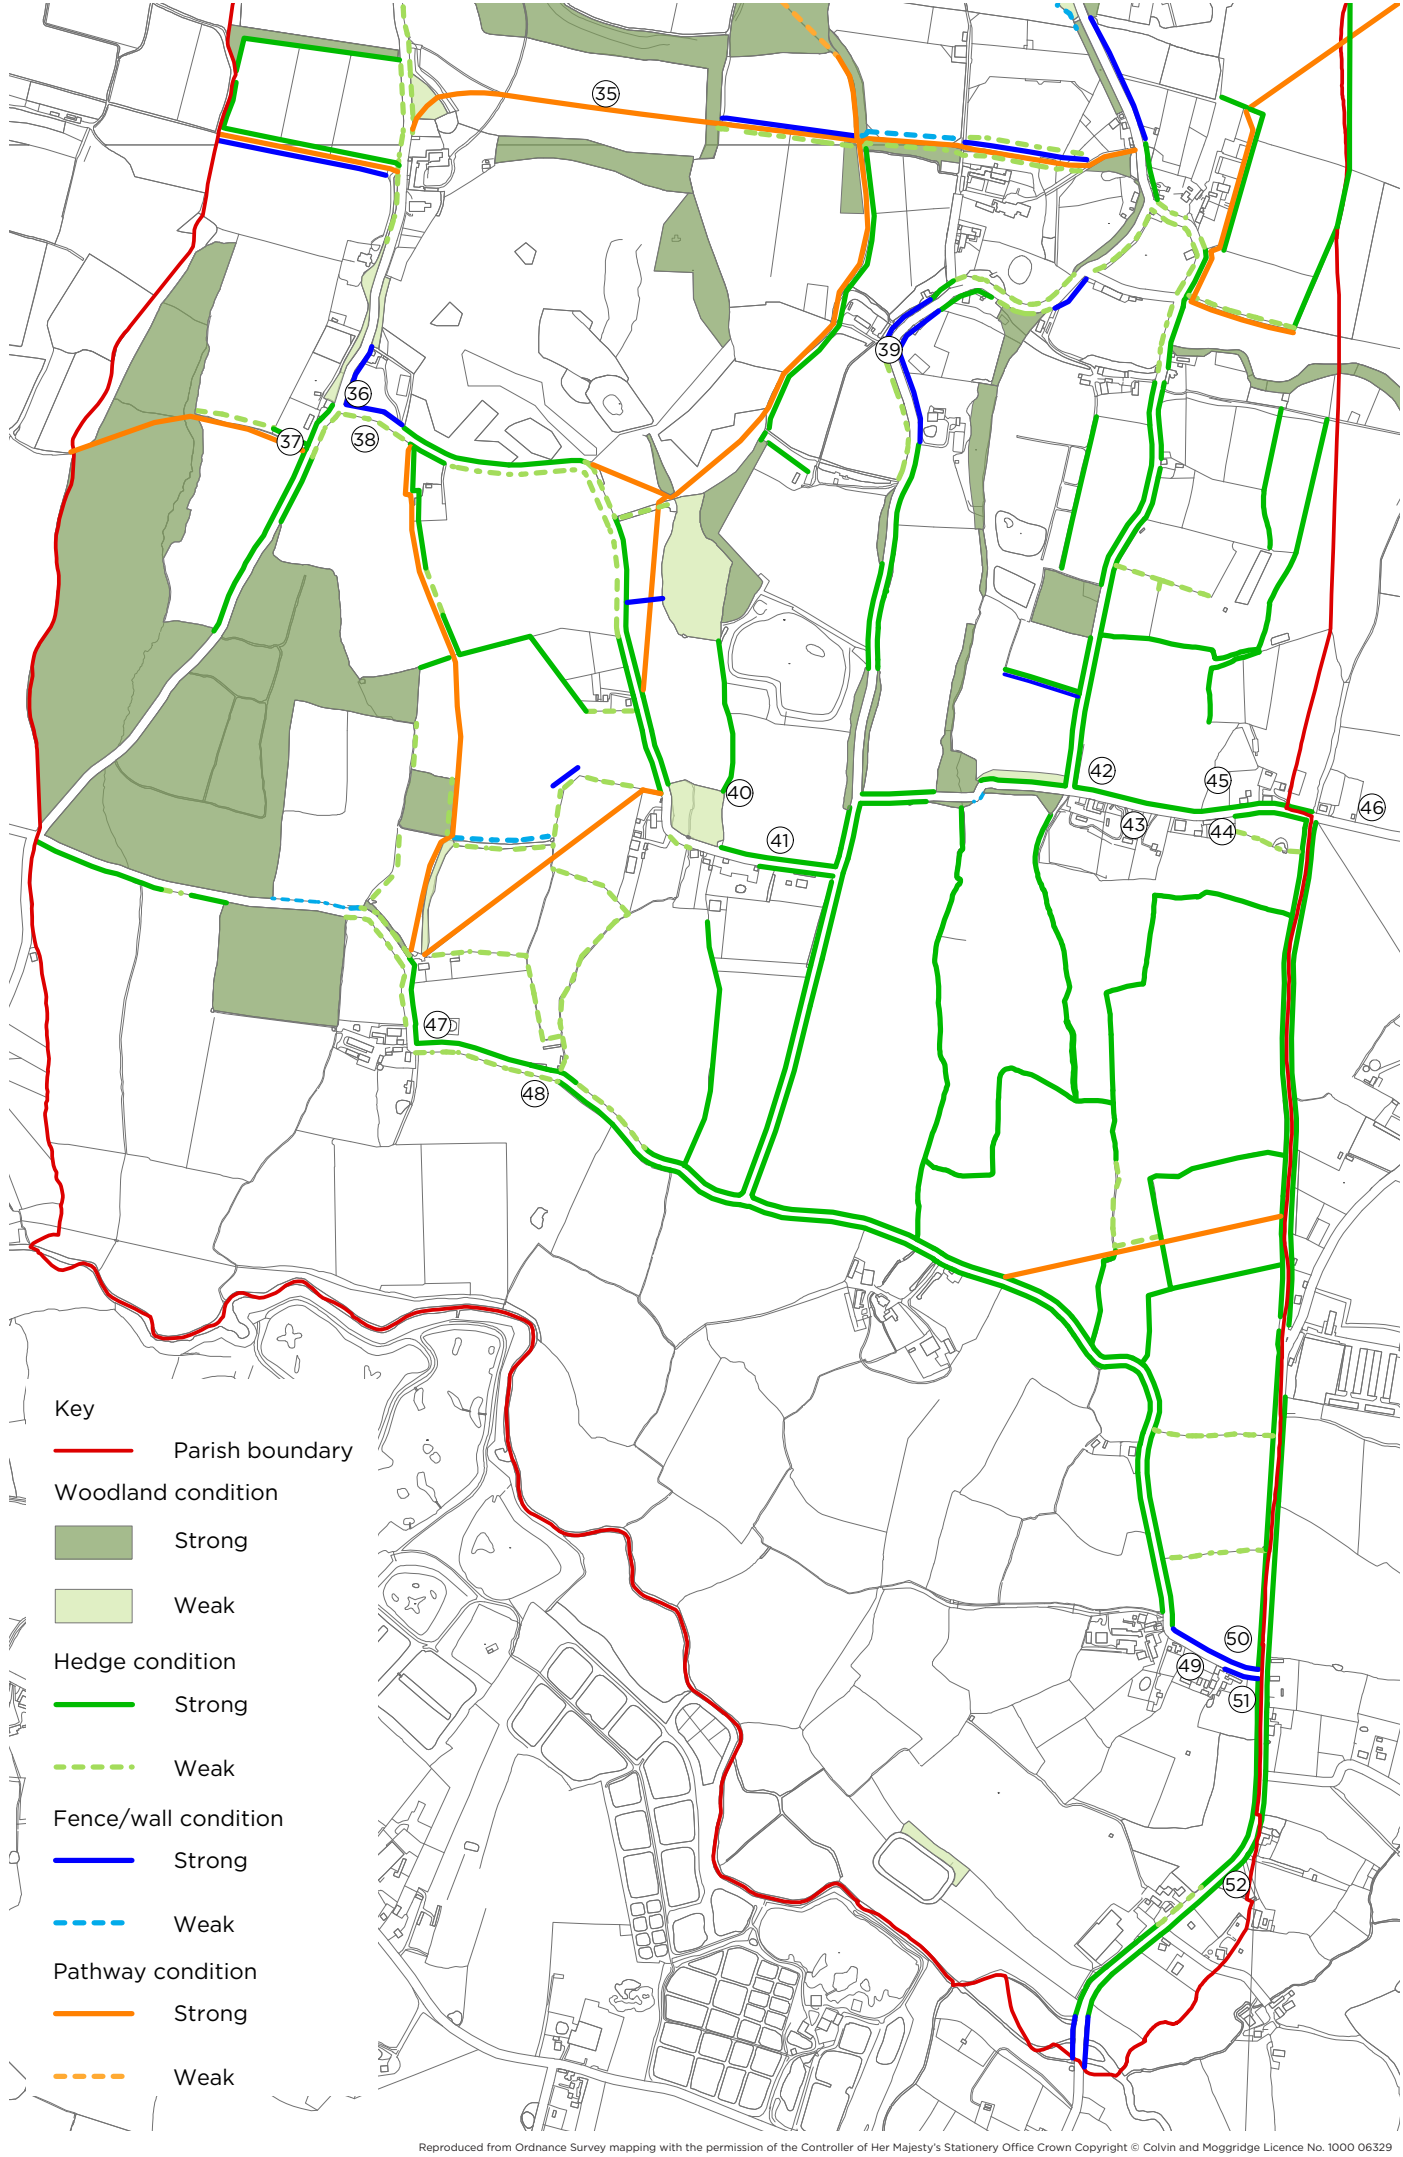 35
39
36
37
38
40
41
42
45
46
43
44
47
48
Key
Parish boundary
Woodland condition
Strong
Weak
Hedge condition
Strong
Weak
Fence/wall condition
Strong
Weak
Pathway condition
Strong
Weak
50
49
51
52
Reproduced from Ordnance Survey mapping with the permission of the Controller of Her Majesty's Stationery Office Crown Copyright © Colvin and Moggridge Licence No. 1000 06329